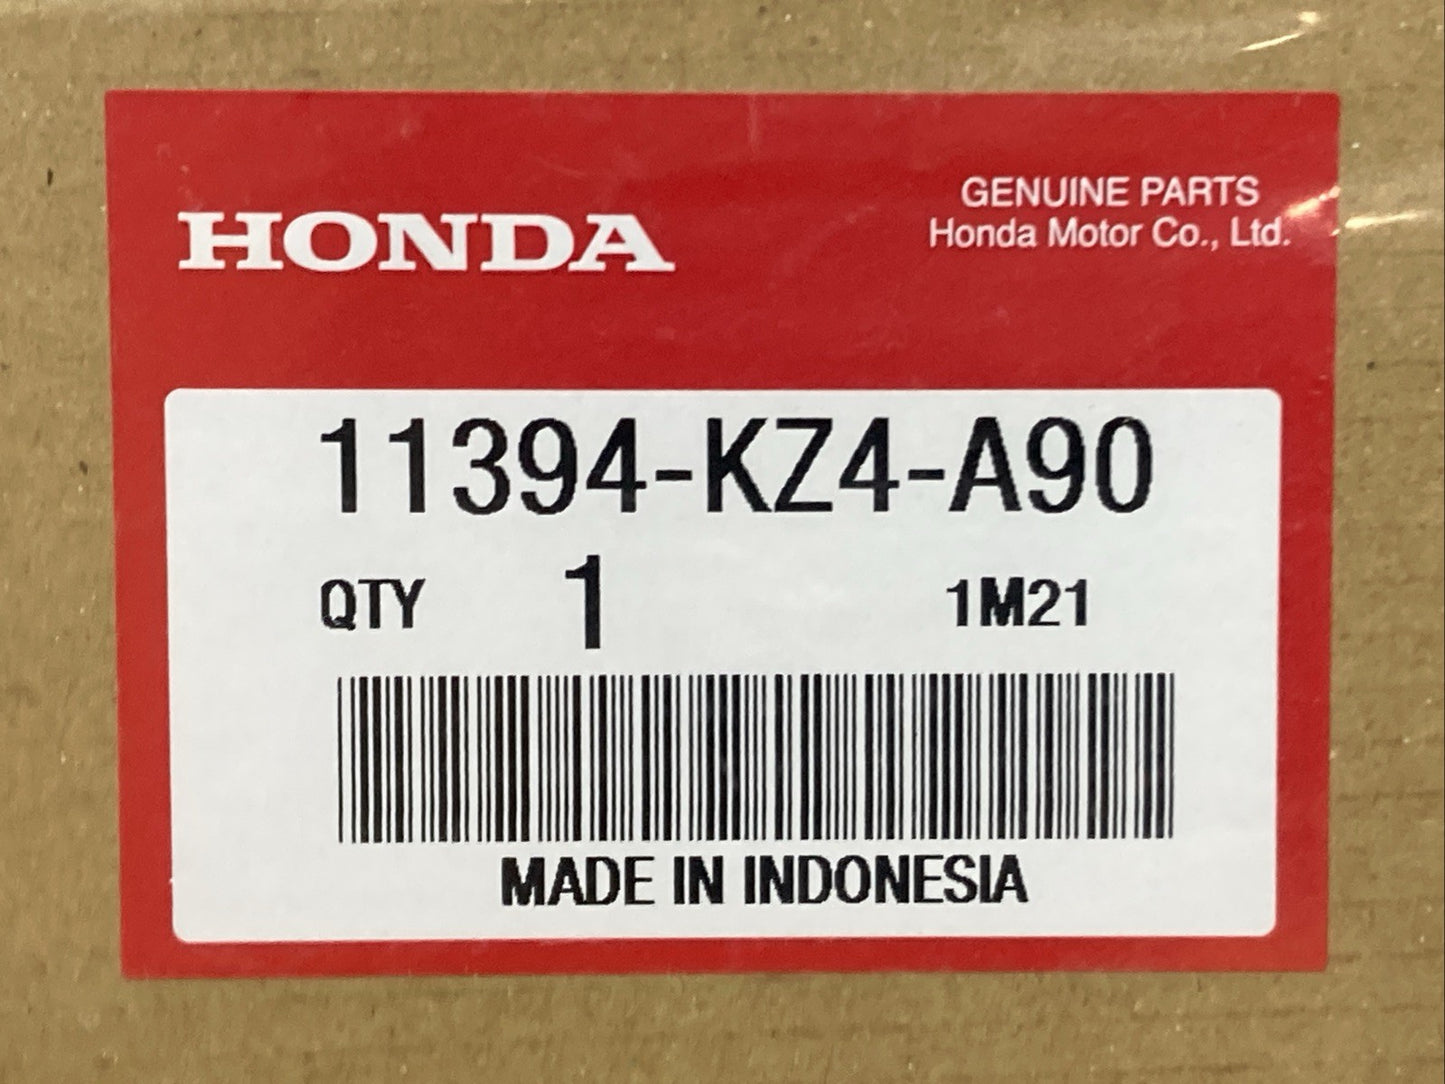 HONDA
GENUINE PARTS
Honda Motor Co., Ltd.
11394-KZ4-A90
QTY 1 1M21
MADE IN INDONESIA